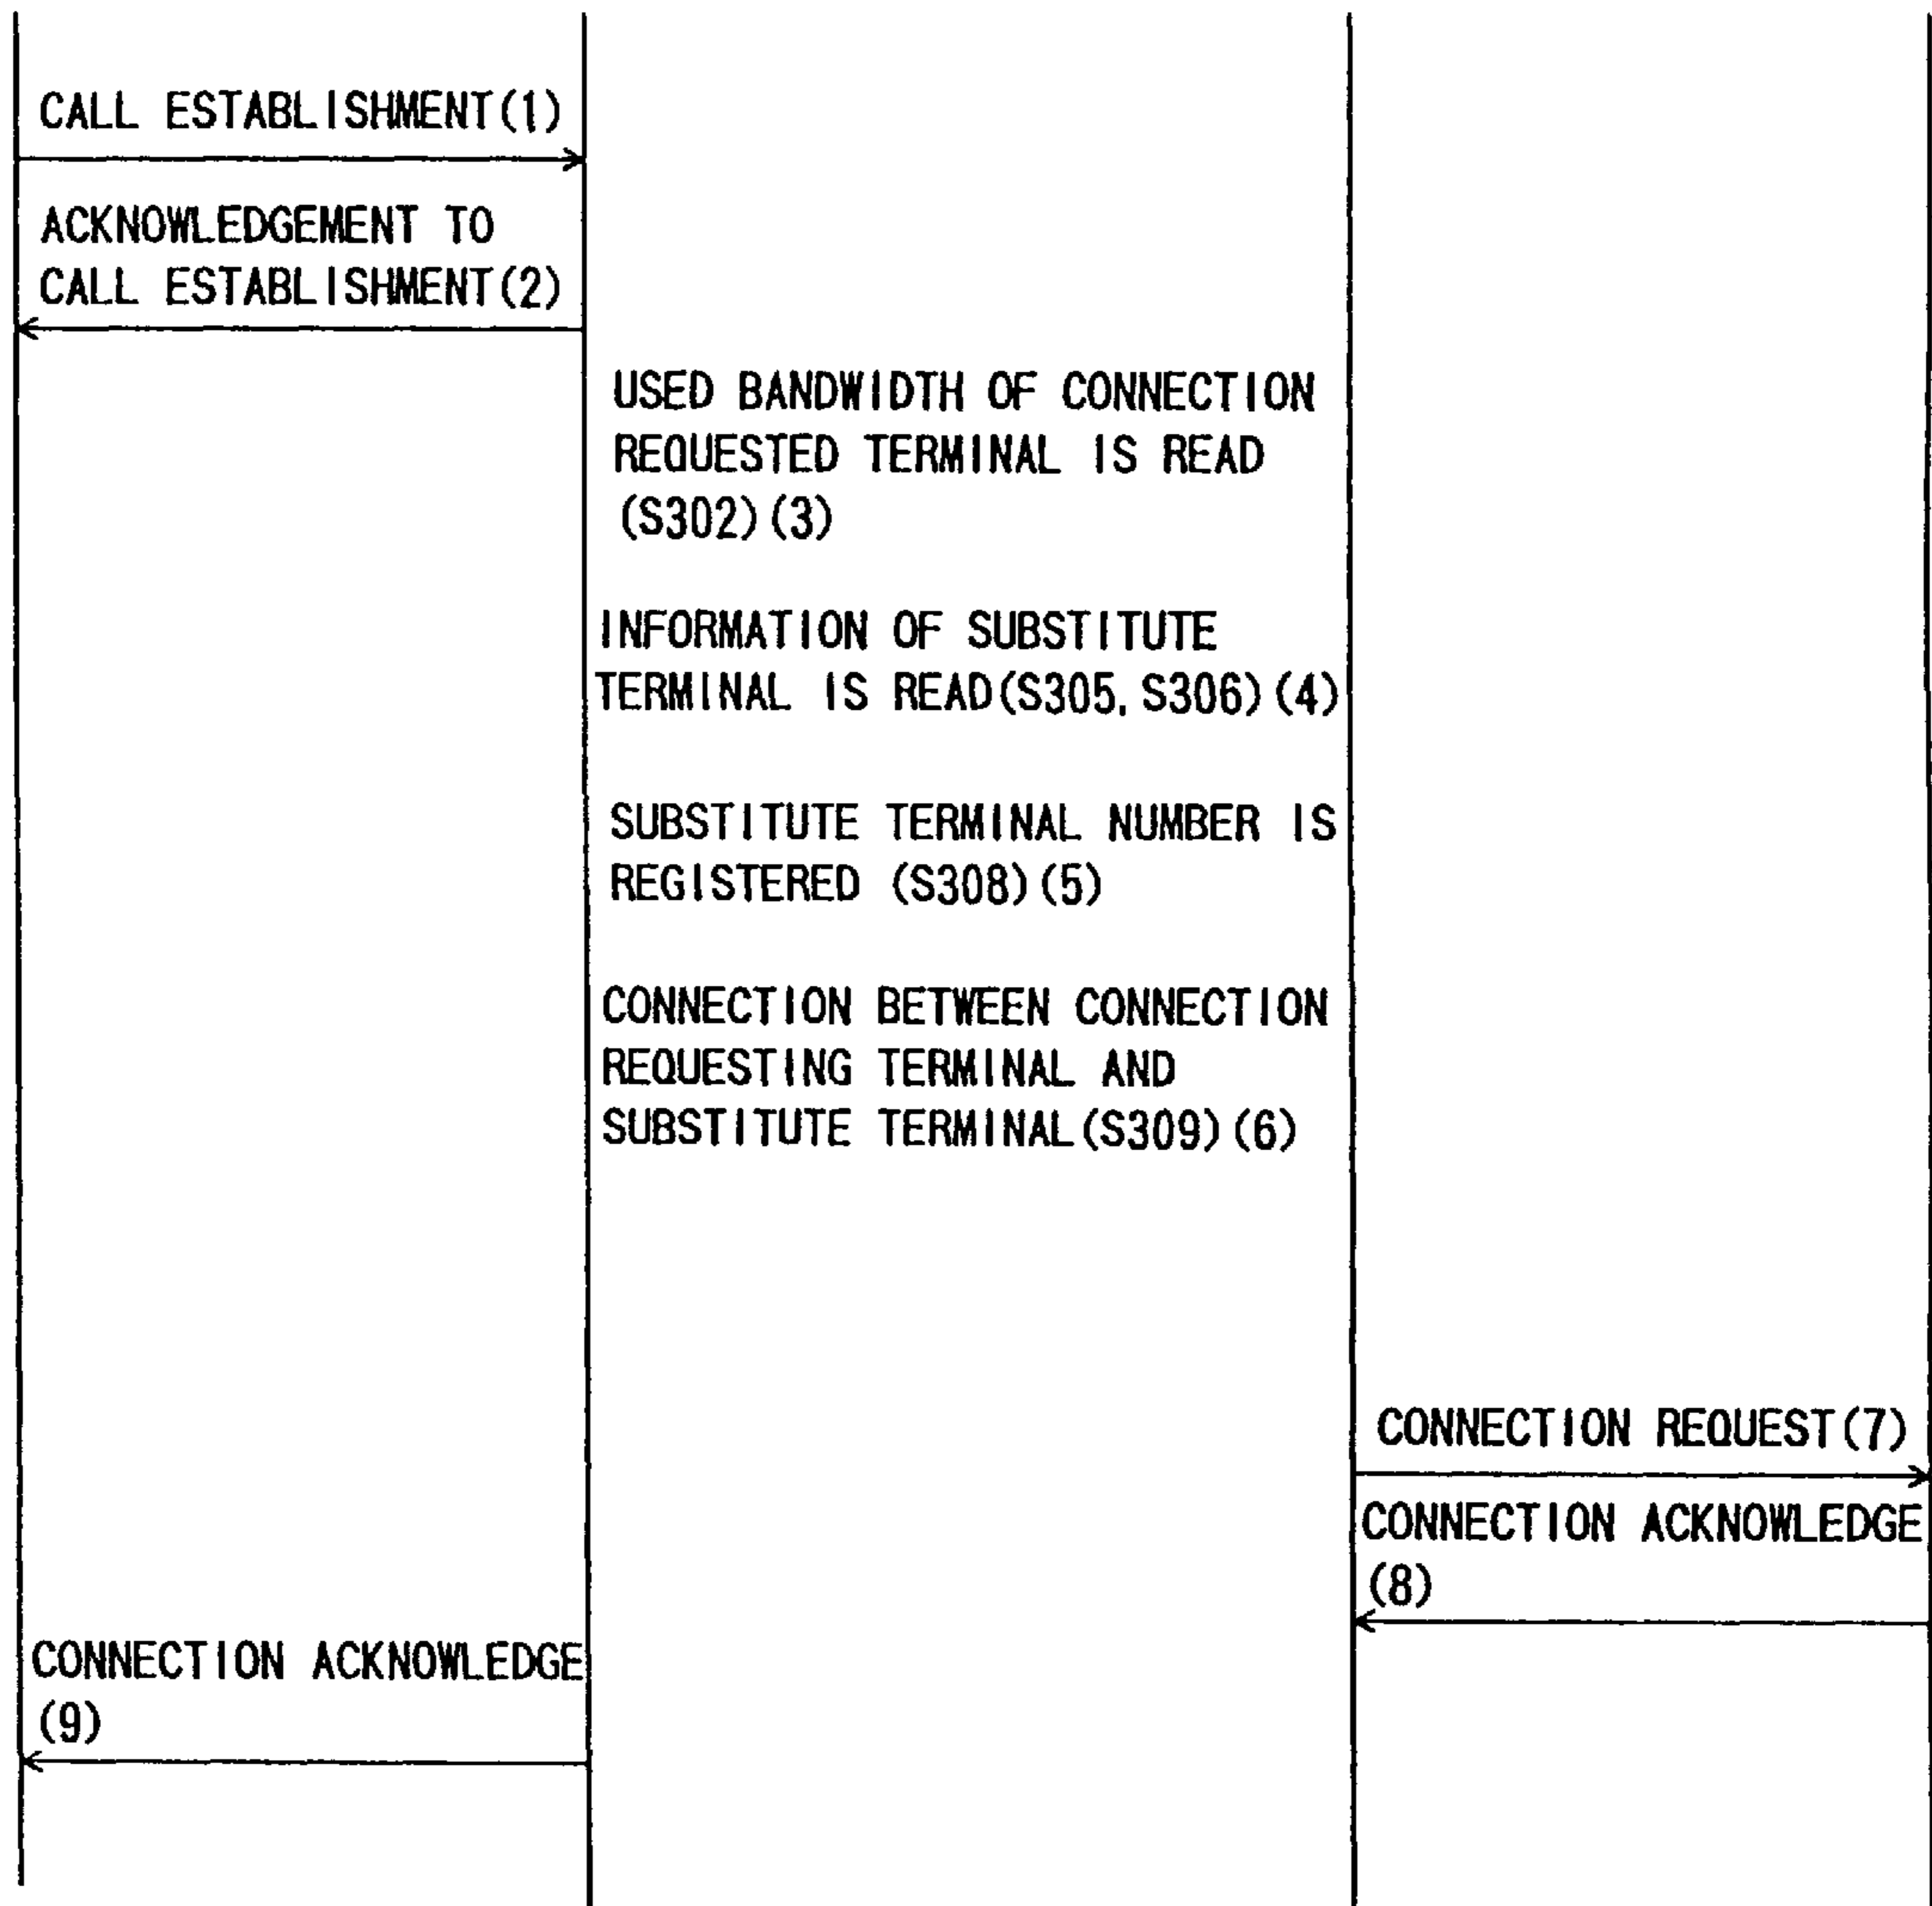 CALL ESTABLISHMENT(1)
ACKNOWLEDGEMENT TO
CALL ESTABLISHMENT(2)
USED BANDWIDTH OF CONNECTION
REQUESTED TERMINAL IS READ
(S302)(3)
INFORMATION OF SUBSTITUTE
TERMINAL IS READ(S305,S306)(4)
SUBSTITUTE TERMINAL NUMBER IS
REGISTERED (S308)(5)
CONNECTION BETWEEN CONNECTION
REQUESTING TERMINAL AND
SUBSTITUTE TERMINAL(S309)(6)
CONNECTION REQUEST(7)
CONNECTION ACKNOWLEDGE
(8)
CONNECTION ACKNOWLEDGE
(9)